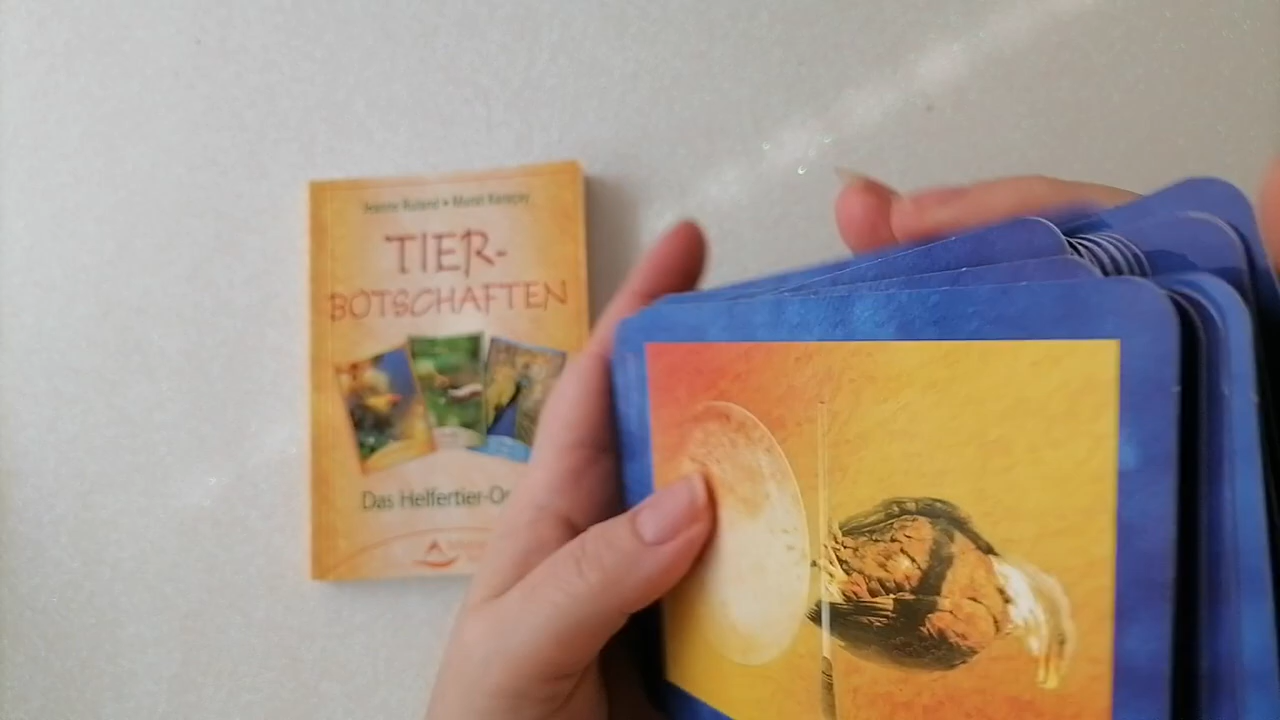 Jeanne Ruland • Murat Karaçay
TIER-
BOTSCHAFTEN
Das Helfertier-Or